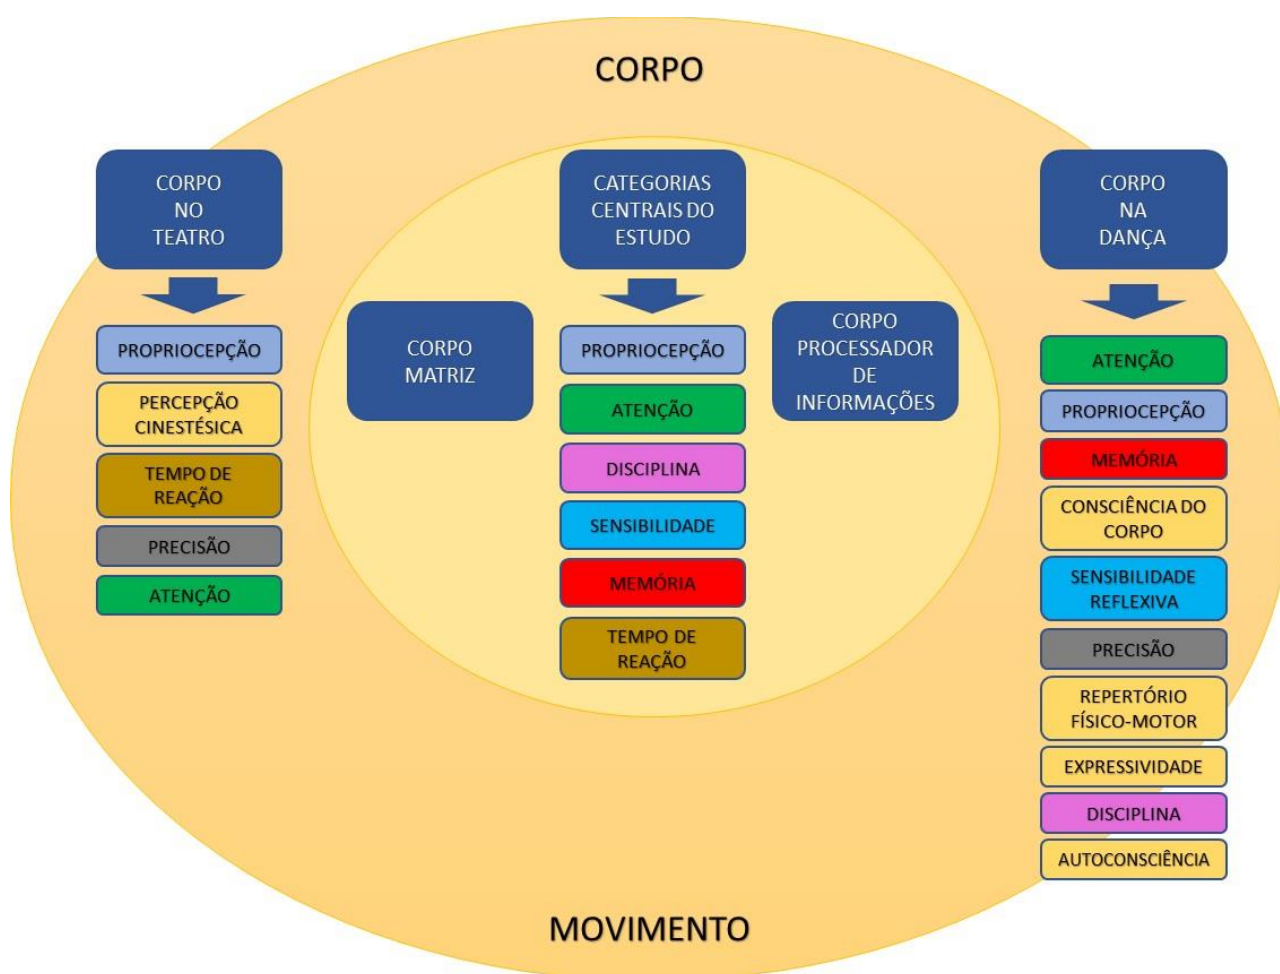 CORPO
CORPO
NO
TEATRO
PROPRIOCEPÇÃO
PERCEPÇÃO
CINESTÉSICA
TEMPO DE
REAÇÃO
PRECISÃO
ATENÇÃO
CORPO
MATRIZ
CATEGORIAS
CENTRAIS DO
ESTUDO
PROPRIOCEPÇÃO
ATENÇÃO
DISCIPLINA
SENSIBILIDADE
MEMÓRIA
TEMPO DE
REAÇÃO
CORPO
PROCESSADOR
DE
INFORMAÇÕES
CORPO
NA
DANÇA
ATENÇÃO
PROPRIOCEPÇÃO
MEMÓRIA
CONSCIÊNCIA DO
CORPO
SENSIBILIDADE
REFLEXIVA
PRECISÃO
REPERTÓRIO
FÍSICO-MOTOR
EXPRESSIVIDADE
DISCIPLINA
AUTOCONSCIÊNCIA
MOVIMENTO